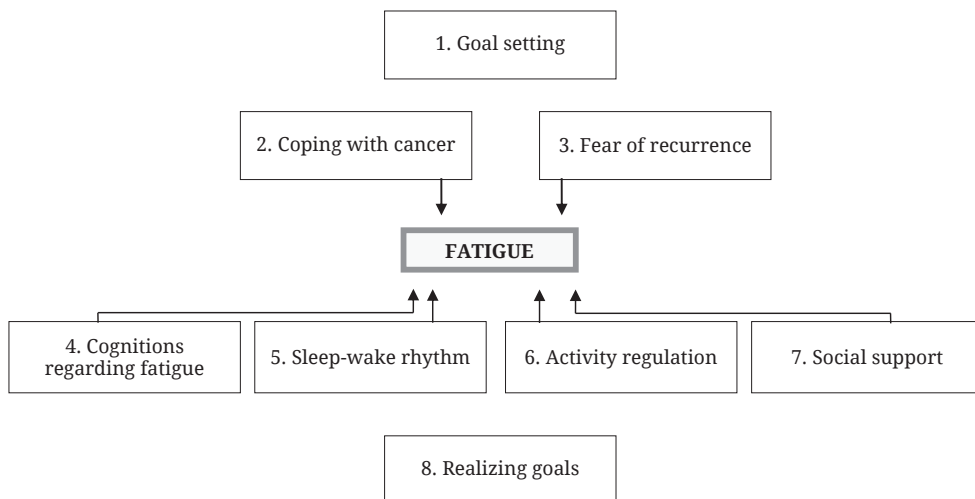 1. Goal setting
2. Coping with cancer
3. Fear of recurrence
FATIGUE
4. Cognitions
regarding fatigue
5. Sleep-wake rhythm
6. Activity regulation
7. Social support
8. Realizing goals